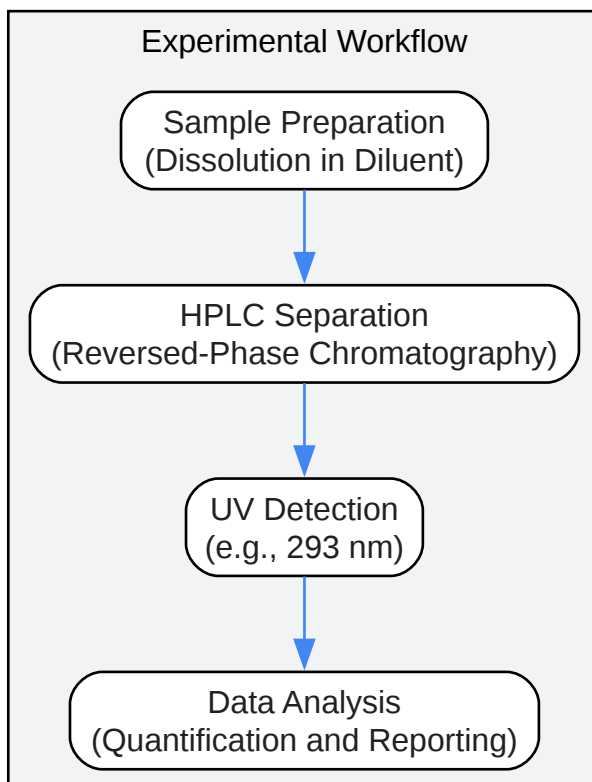 Experimental Workflow
Sample Preparation
(Dissolution in Diluent)
HPLC Separation
(Reversed-Phase Chromatography)
UV Detection
(e.g., 293 nm)
Data Analysis
(Quantification and Reporting)